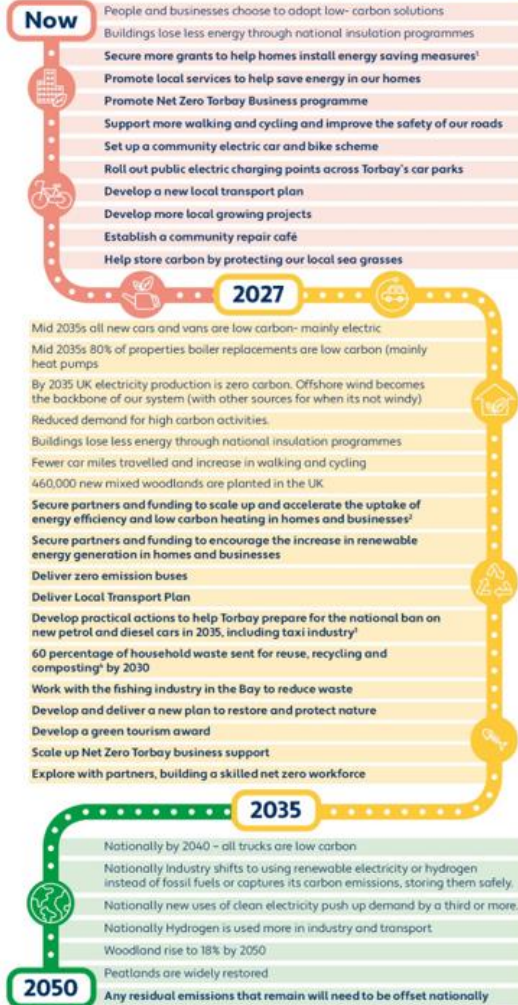 Now
People and businesses choose to adopt low- carbon solutions
Buildings lose less energy through national insulation programmes
Secure more grants to help homes install energy saving measures¹
Promote local services to help save energy in our homes
Promote Net Zero Torbay Business programme
Support more walking and cycling and improve the safety of our roads
Set up a community electric car and bike scheme
Roll out public electric charging points across Torbay's car parks
Develop a new local transport plan
Develop more local growing projects
Establish a community repair café
Help store carbon by protecting our local sea grasses
2027
Mid 2035s all new cars and vans are low carbon- mainly electric
Mid 2035s 80% of properties boiler replacements are low carbon (mainly
heat pumps
By 2035 UK electricity production is zero carbon. Offshore wind becomes
the backbone of our system (with other sources for when its not windy)
Reduced demand for high carbon activities.
Buildings lose less energy through national insulation programmes
Fewer car miles travelled and increase in walking and cycling
460,000 new mixed woodlands are planted in the UK
Secure partners and funding to scale up and accelerate the uptake of
energy efficiency and low carbon heating in homes and businesses²
Secure partners and funding to encourage the increase in renewable
energy generation in homes and businesses
Deliver zero emission buses
Deliver Local Transport Plan
Develop practical actions to help Torbay prepare for the national ban on
new petrol and diesel cars in 2035, including taxi industry³
60 percentage of household waste sent for reuse, recycling and
composting⁴ by 2030
Work with the fishing industry in the Bay to reduce waste
Develop and deliver a new plan to restore and protect nature
Develop a green tourism award
Scale up Net Zero Torbay business support
Explore with partners, building a skilled net zero workforce
2035
Nationally by 2040 – all trucks are low carbon
Nationally Industry shifts to using renewable electricity or hydrogen
instead of fossil fuels or captures its carbon emissions, storing them safely.
Nationally new uses of clean electricity push up demand by a third or more.
Nationally Hydrogen is used more in industry and transport
Woodland rise to 18% by 2050
Peatlands are widely restored
2050
Any residual emissions that remain will need to be offset nationally